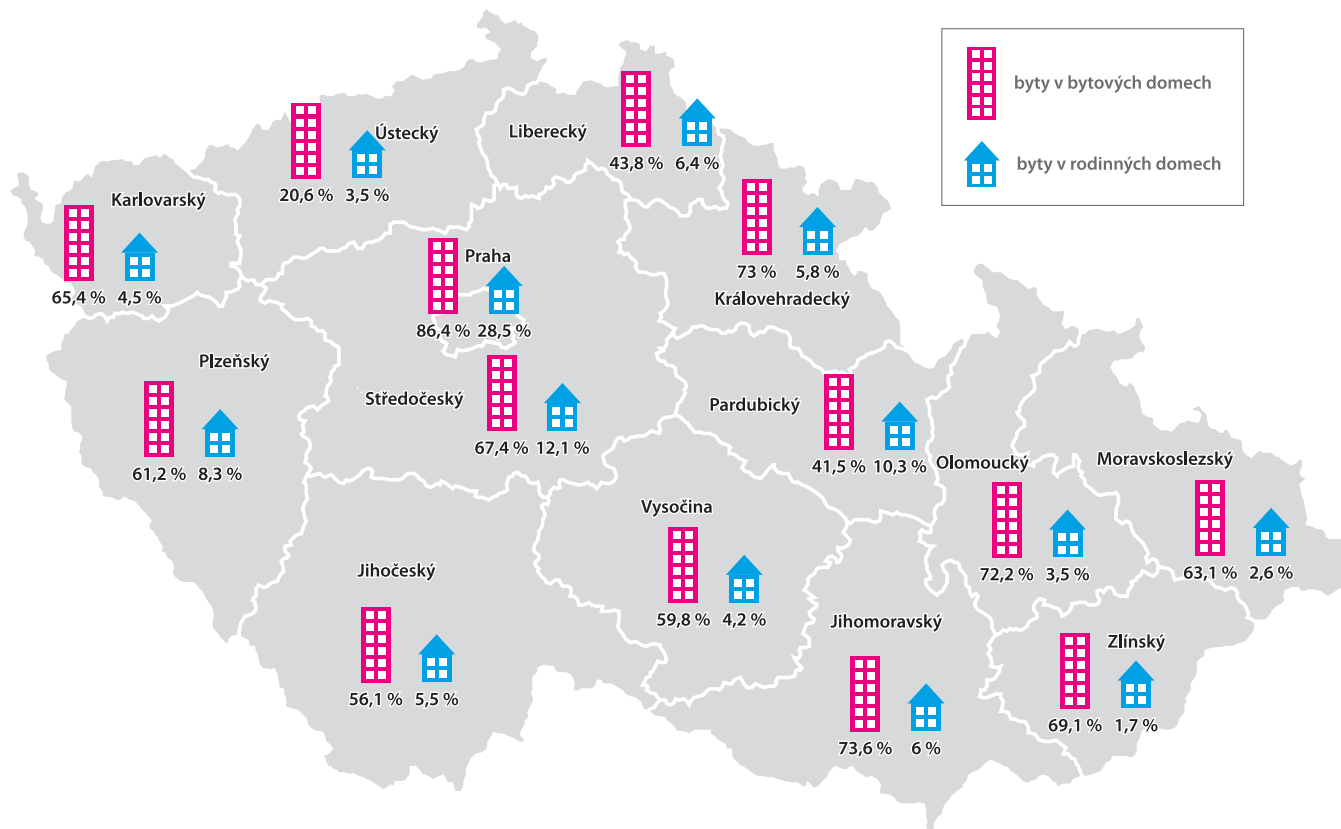 byty v bytových domech
byty v rodinných domech
Ústecký
20,6 % 3,5 %
Liberecký
43,8 % 6,4 %
Karlovarský
65,4 % 4,5 %
Praha
86,4 % 28,5 %
73 % 5,8 %
Královehradecký
Plzeňský
61,2 % 8,3 %
Středočeský
67,4 % 12,1 %
Pardubický
41,5 % 10,3 %
Olomoucký
72,2 % 3,5 %
Moravskoslezský
63,1 % 2,6 %
Vysočina
59,8 % 4,2 %
Jihočeský
56,1 % 5,5 %
Jihomoravský
73,6 % 6 %
Zlínský
69,1 % 1,7 %